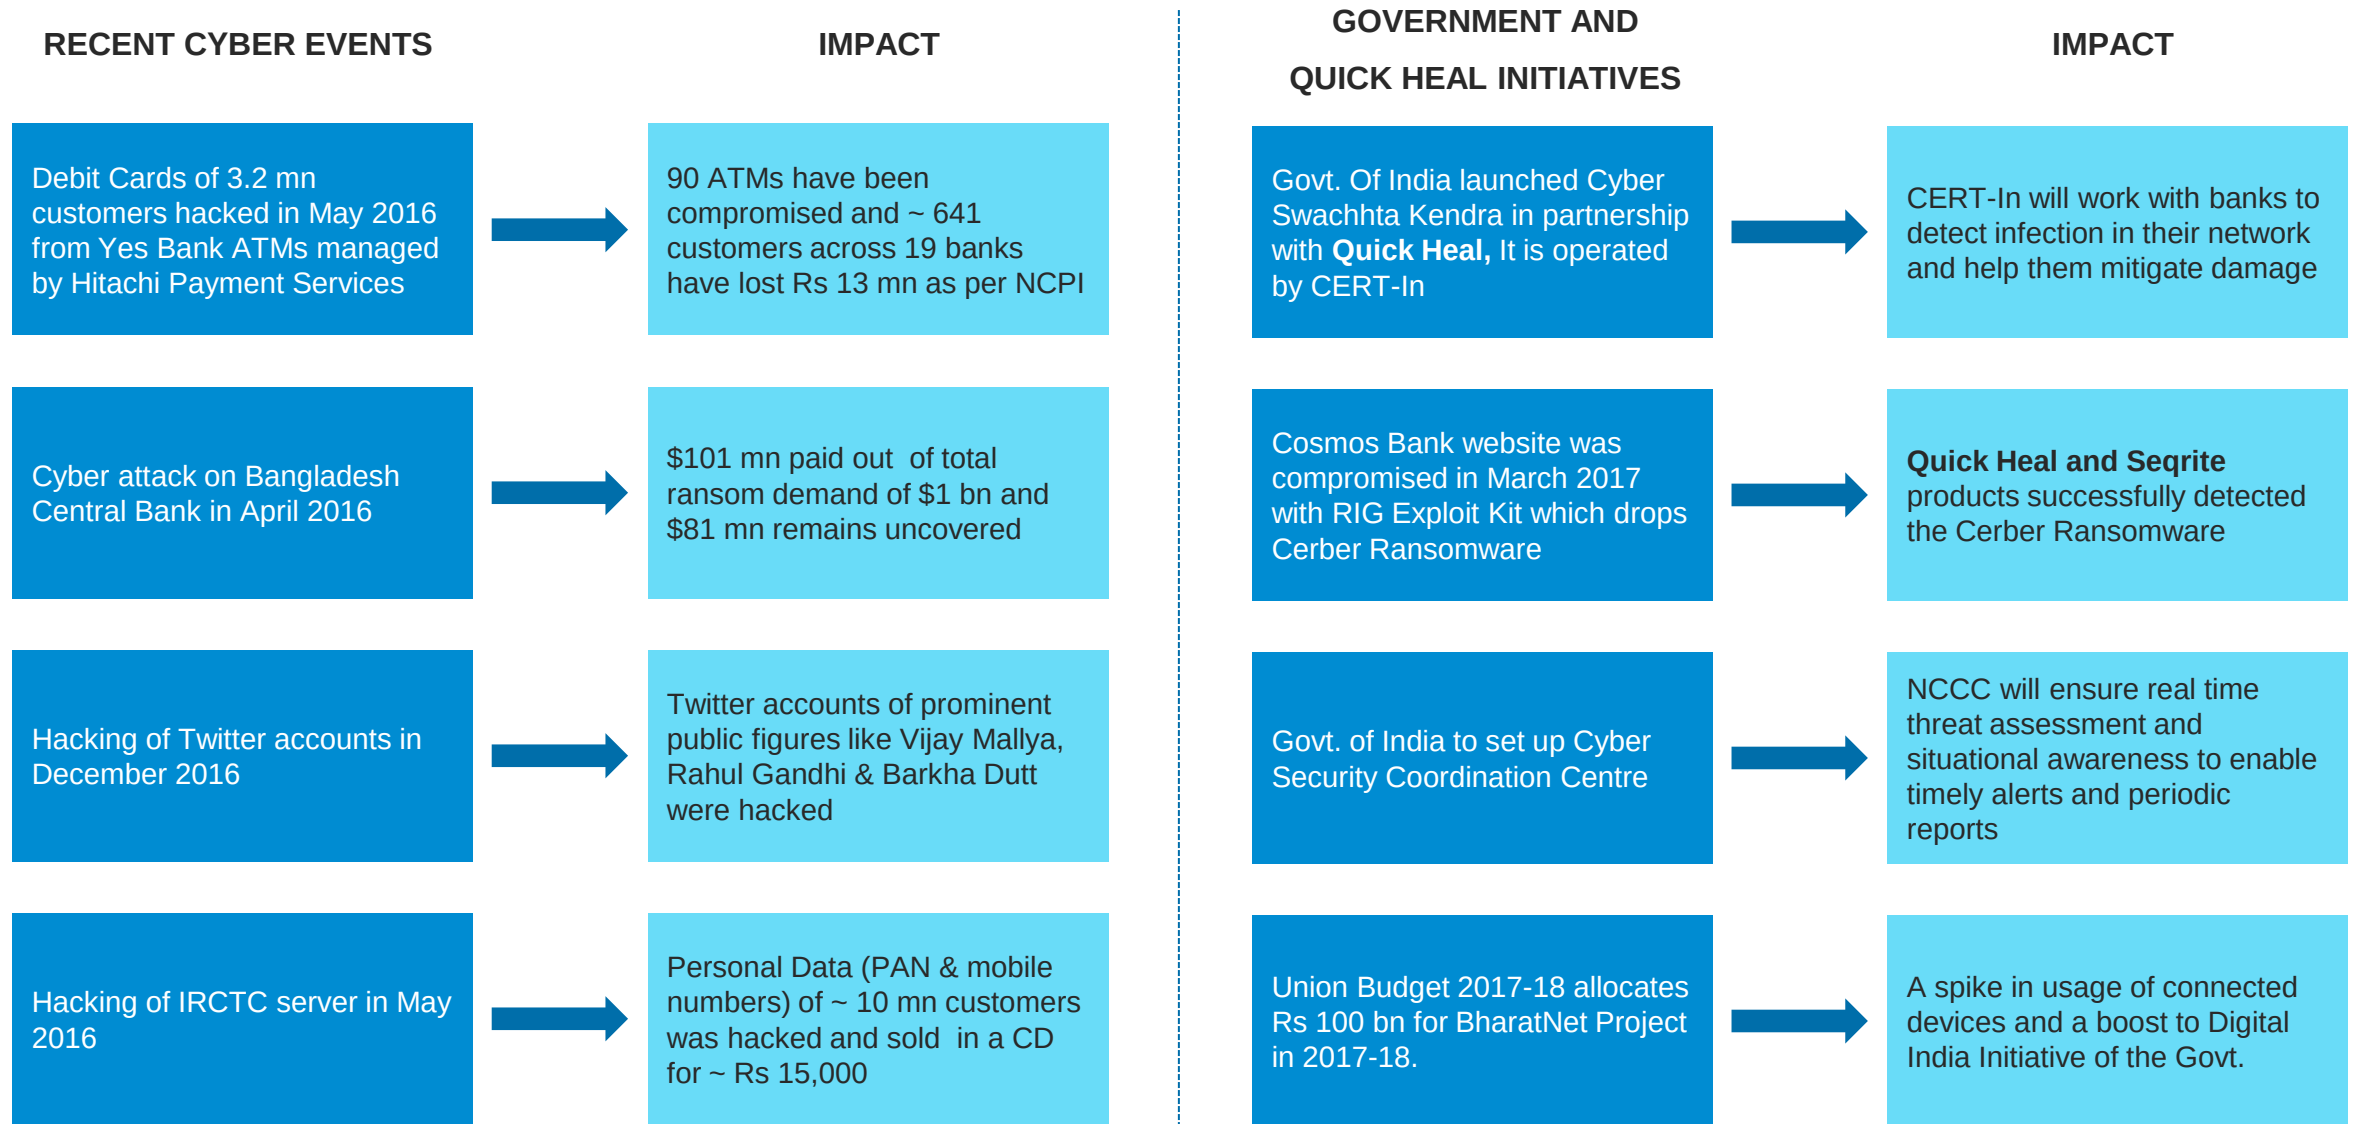 RECENT CYBER EVENTS
IMPACT
Debit Cards of 3.2 mn
customers hacked in May 2016
from Yes Bank ATMs managed
by Hitachi Payment Services
90 ATMs have been
compromised and ~ 641
customers across 19 banks
have lost Rs 13 mn as per NCPI
Cyber attack on Bangladesh
Central Bank in April 2016
$101 mn paid out of total
ransom demand of $1 bn and
$81 mn remains uncovered
Hacking of Twitter accounts in
December 2016
Twitter accounts of prominent
public figures like Vijay Mallya,
Rahul Gandhi & Barkha Dutt
were hacked
Hacking of IRCTC server in May
2016
Personal Data (PAN & mobile
numbers) of ~ 10 mn customers
was hacked and sold in a CD
for ~ Rs 15,000
GOVERNMENT AND
QUICK HEAL INITIATIVES
IMPACT
Govt. Of India launched Cyber
Swachhta Kendra in partnership
with Quick Heal, It is operated
by CERT-In
CERT-In will work with banks to
detect infection in their network
and help them mitigate damage
Cosmos Bank website was
compromised in March 2017
with RIG Exploit Kit which drops
Cerber Ransomware
Quick Heal and Seqrite
products successfully detected
the Cerber Ransomware
Govt. of India to set up Cyber
Security Coordination Centre
NCCC will ensure real time
threat assessment and
situational awareness to enable
timely alerts and periodic
reports
Union Budget 2017-18 allocates
Rs 100 bn for BharatNet Project
in 2017-18.
A spike in usage of connected
devices and a boost to Digital
India Initiative of the Govt.